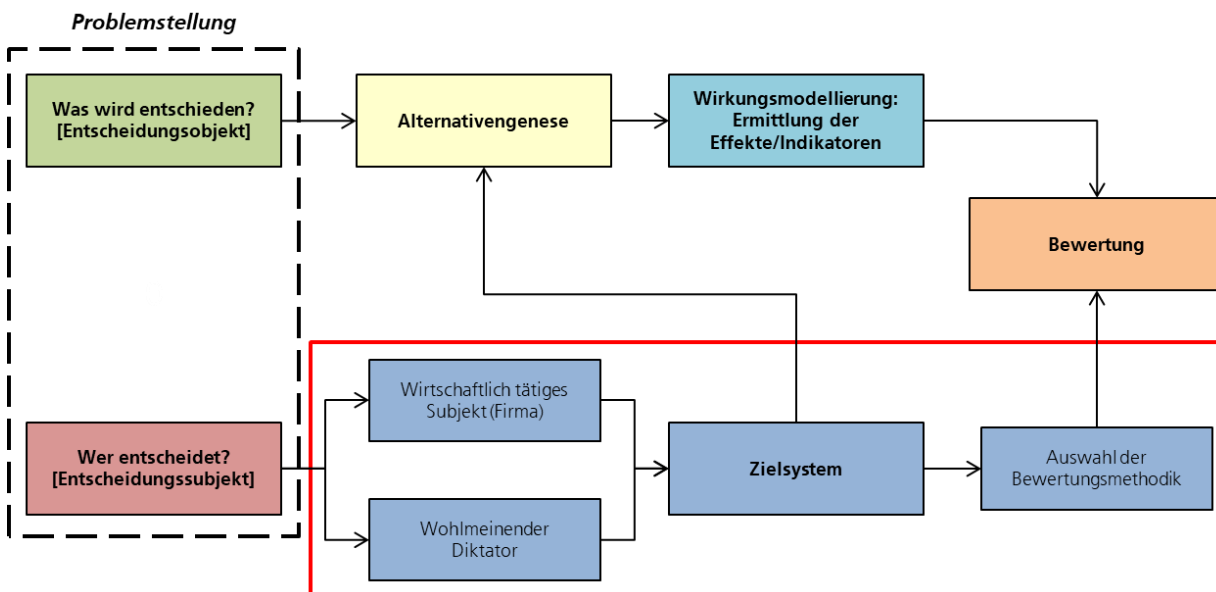 Problemstellung
Was wird entschieden?
[Entscheidungsobjekt]
Alternativengenese
Wirkungsmodellierung:
Ermittlung der
Effekte/Indikatoren
Bewertung
Wer entscheidet?
[Entscheidungssubjekt]
Wirtschaftlich tätiges
Subjekt (Firma)
Wohlmeinender
Diktator
Zielsystem
Auswahl der
Bewertungsmethodik